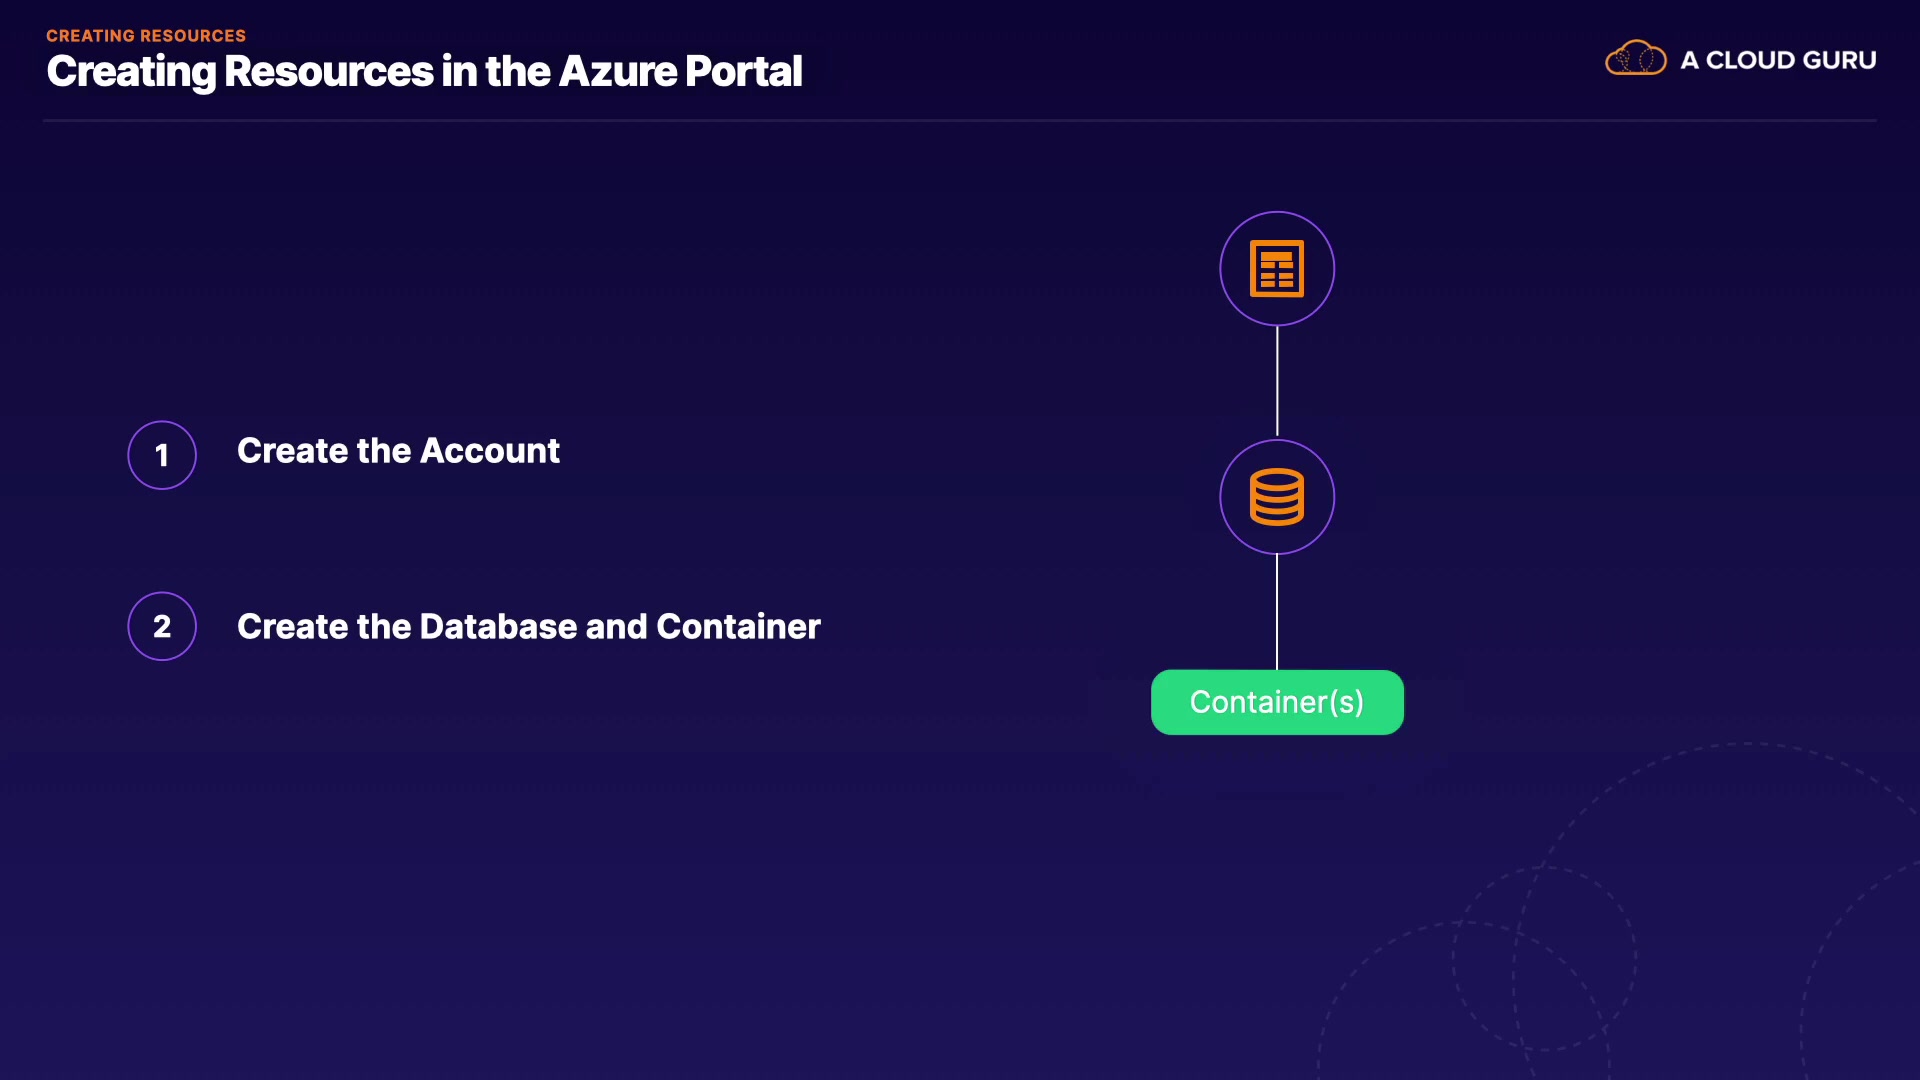 CREATING RESOURCES
Creating Resources in the Azure Portal
A CLOUD GURU
1
Create the Account
2
Create the Database and Container
Container(s)